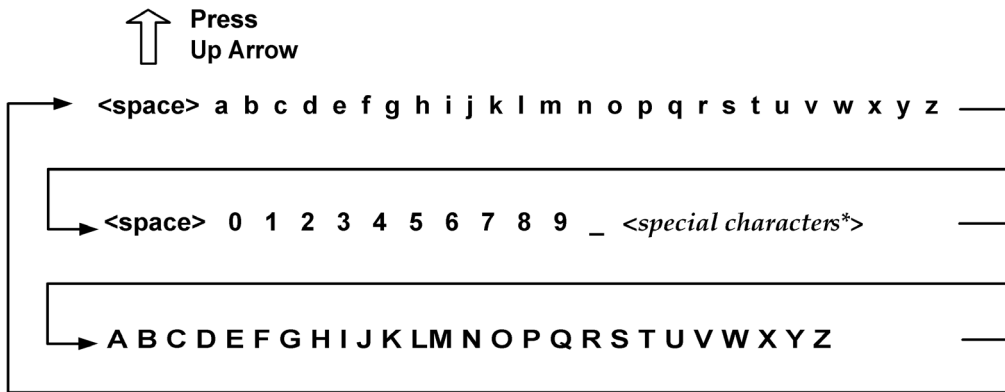 Press
Up Arrow
<space> a b c d e f g h i j k l m n o p q r s t u v w x y z
<space> 0 1 2 3 4 5 6 7 8 9 _ <special characters*>
A B C D E F G H I J K L M N O P Q R S T U V W X Y Z